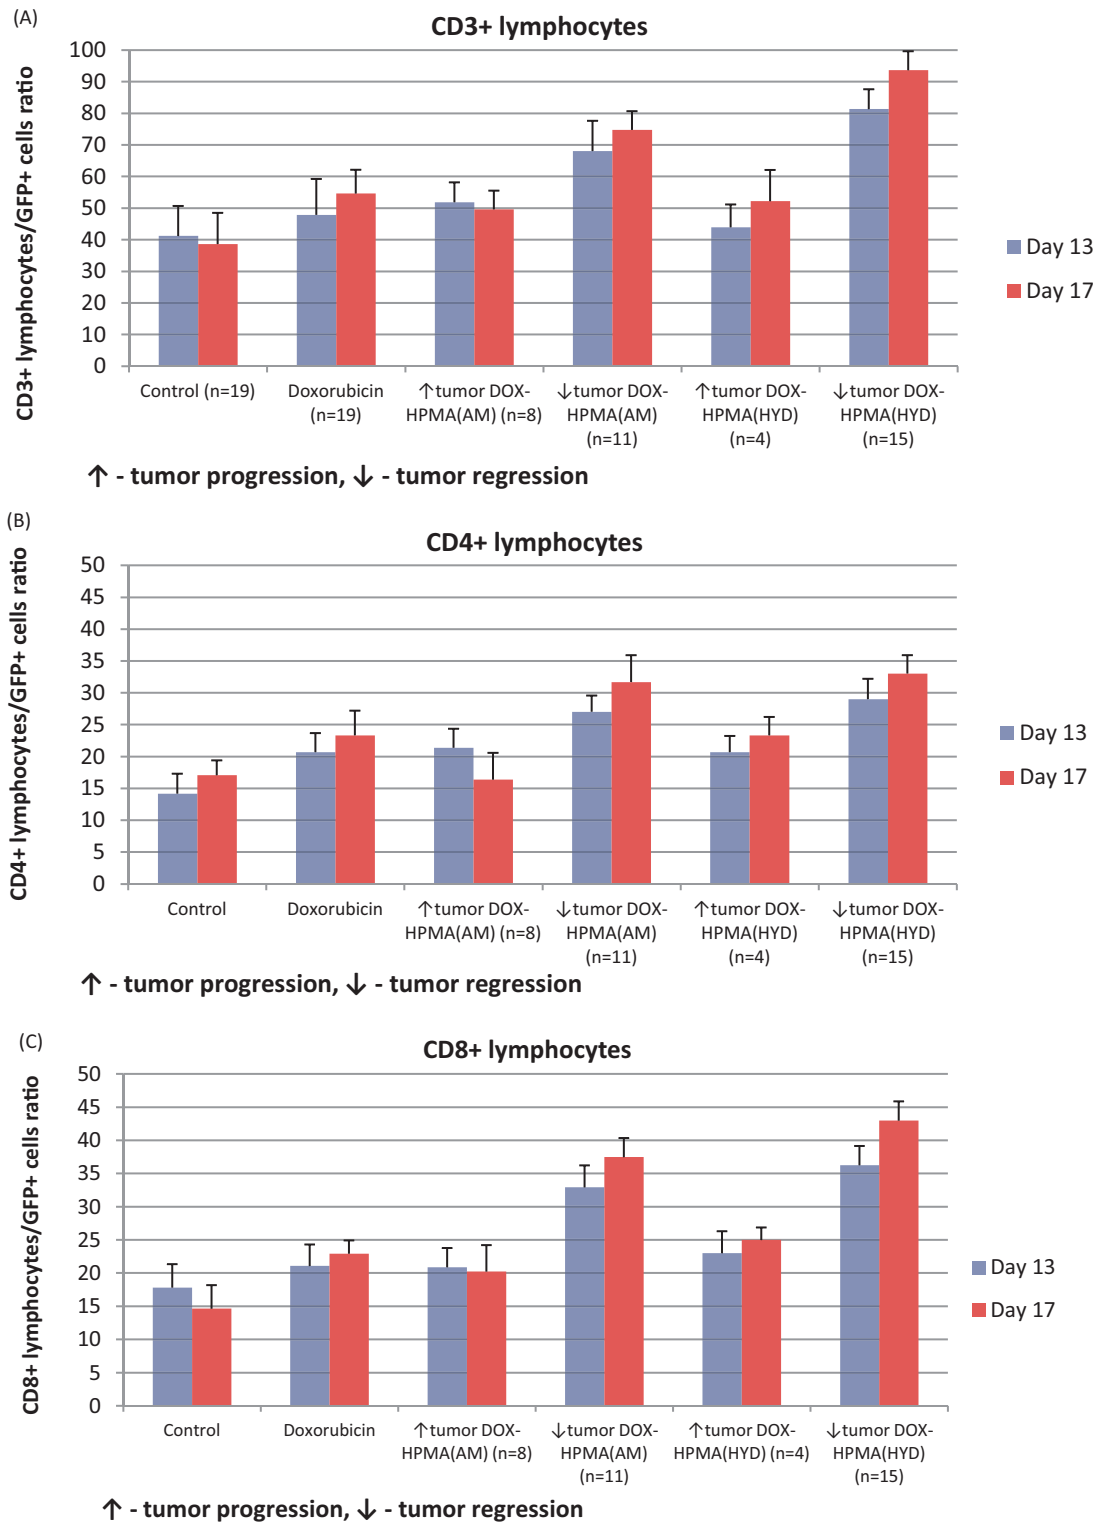 (A)
CD3+ lymphocytes
CD3+ lymphocytes/GFP+ cells ratio
100
90
80
70
60
50
40
30
20
10
0
Control (n=19)
Doxorubicin
(n=19)
↑tumor DOX-
HPMA(AM) (n=8)
↓tumor DOX-
HPMA(AM)
(n=11)
↑tumor DOX-
HPMA(HYD)
(n=4)
↓tumor DOX-
HPMA(HYD)
(n=15)
Day 13
Day 17
↑ - tumor progression, ↓ - tumor regression
(B)
CD4+ lymphocytes
CD4+ lymphocytes/GFP+ cells ratio
50
45
40
35
30
25
20
15
10
5
0
Control
Doxorubicin
↑tumor DOX-
HPMA(AM) (n=8)
↓tumor DOX-
HPMA(AM)
(n=11)
↑tumor DOX-
HPMA(HYD)
(n=4)
↓tumor DOX-
HPMA(HYD)
(n=15)
Day 13
Day 17
↑ - tumor progression, ↓ - tumor regression
(C)
CD8+ lymphocytes
CD8+ lymphocytes/GFP+ cells ratio
50
45
40
35
30
25
20
15
10
5
0
Control
Doxorubicin
↑tumor DOX-
HPMA(AM) (n=8)
↓tumor DOX-
HPMA(AM)
(n=11)
↑tumor DOX-
HPMA(HYD) (n=4)
↓tumor DOX-
HPMA(HYD)
(n=15)
Day 13
Day 17
↑ - tumor progression, ↓ - tumor regression